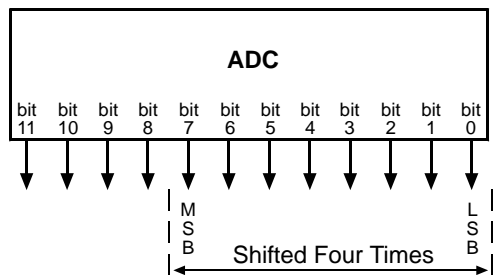 ADC
bit bit bit bit bit bit bit bit bit bit bit bit
11 10 9 8 7 6 5 4 3 2 1 0
MSB LSB
Shifted Four Times